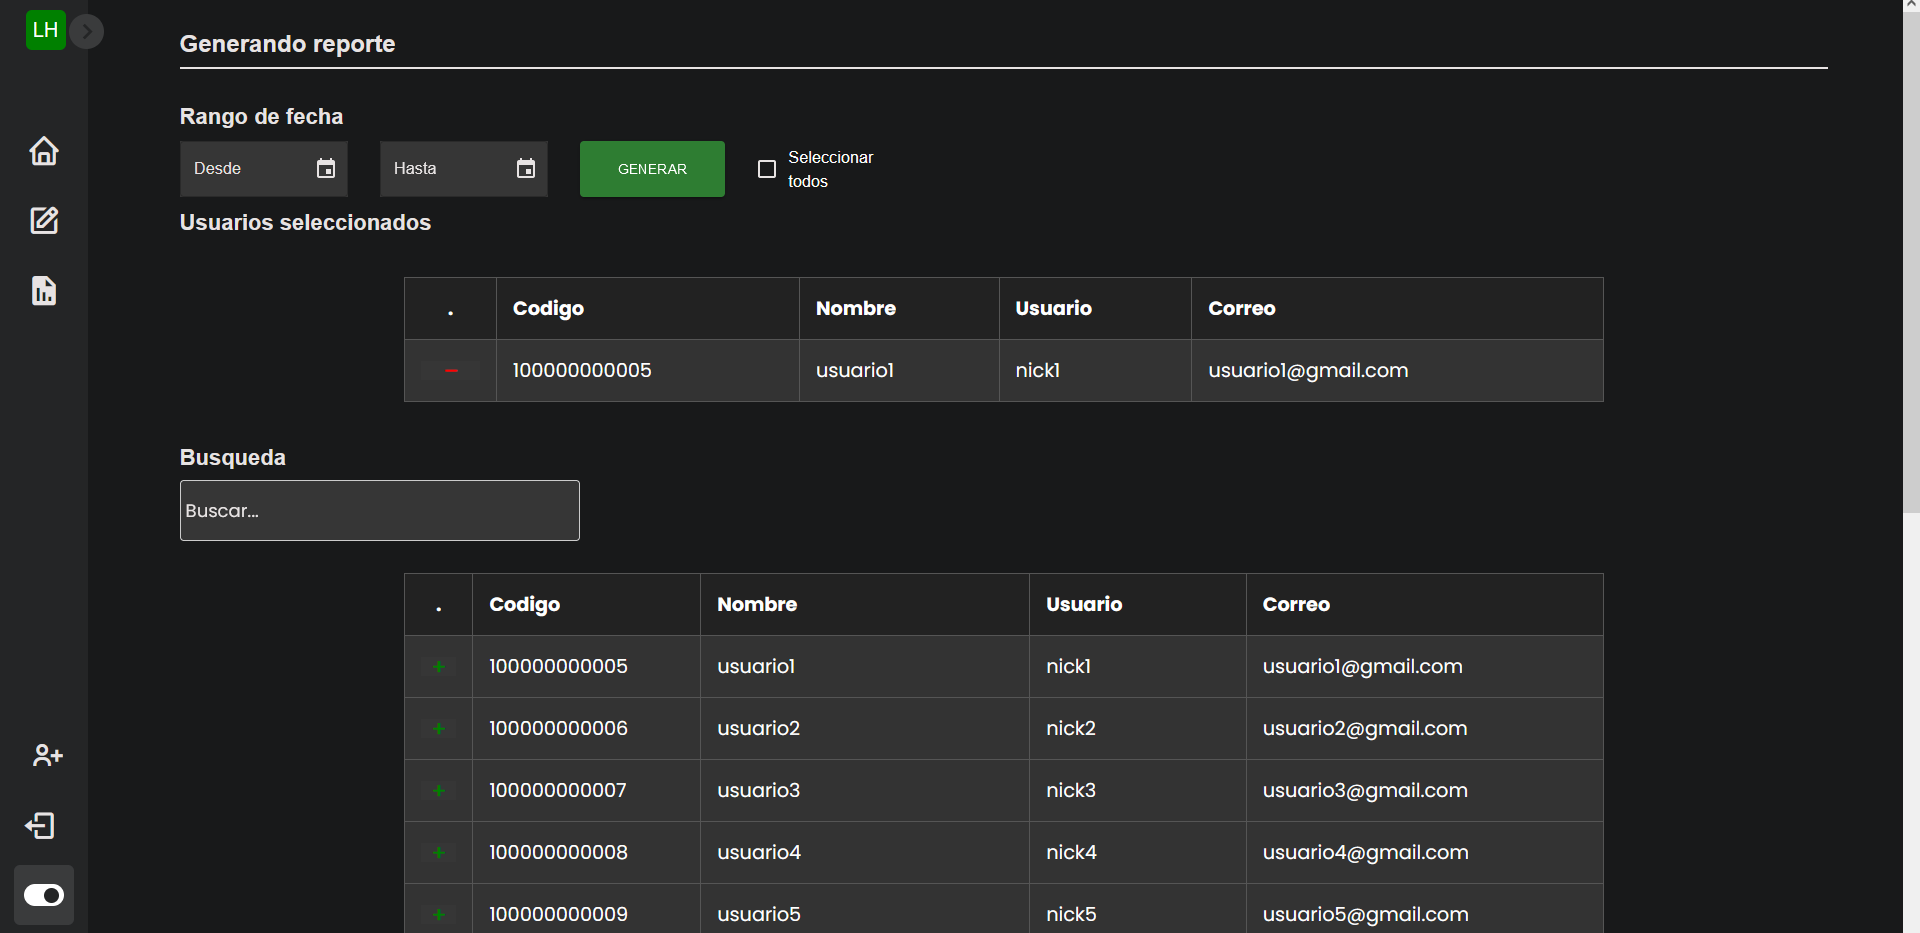 LH
Generando reporte
Rango de fecha
Desde
Hasta
GENERAR
Seleccionar
todos
Usuarios seleccionados
. Codigo Nombre Usuario Correo
− 100000000005 usuario1 nick1 usuario1@gmail.com
Busqueda
Buscar...
. Codigo Nombre Usuario Correo
+ 100000000005 usuario1 nick1 usuario1@gmail.com
+ 100000000006 usuario2 nick2 usuario2@gmail.com
+ 100000000007 usuario3 nick3 usuario3@gmail.com
+ 100000000008 usuario4 nick4 usuario4@gmail.com
+ 100000000009 usuario5 nick5 usuario5@gmail.com